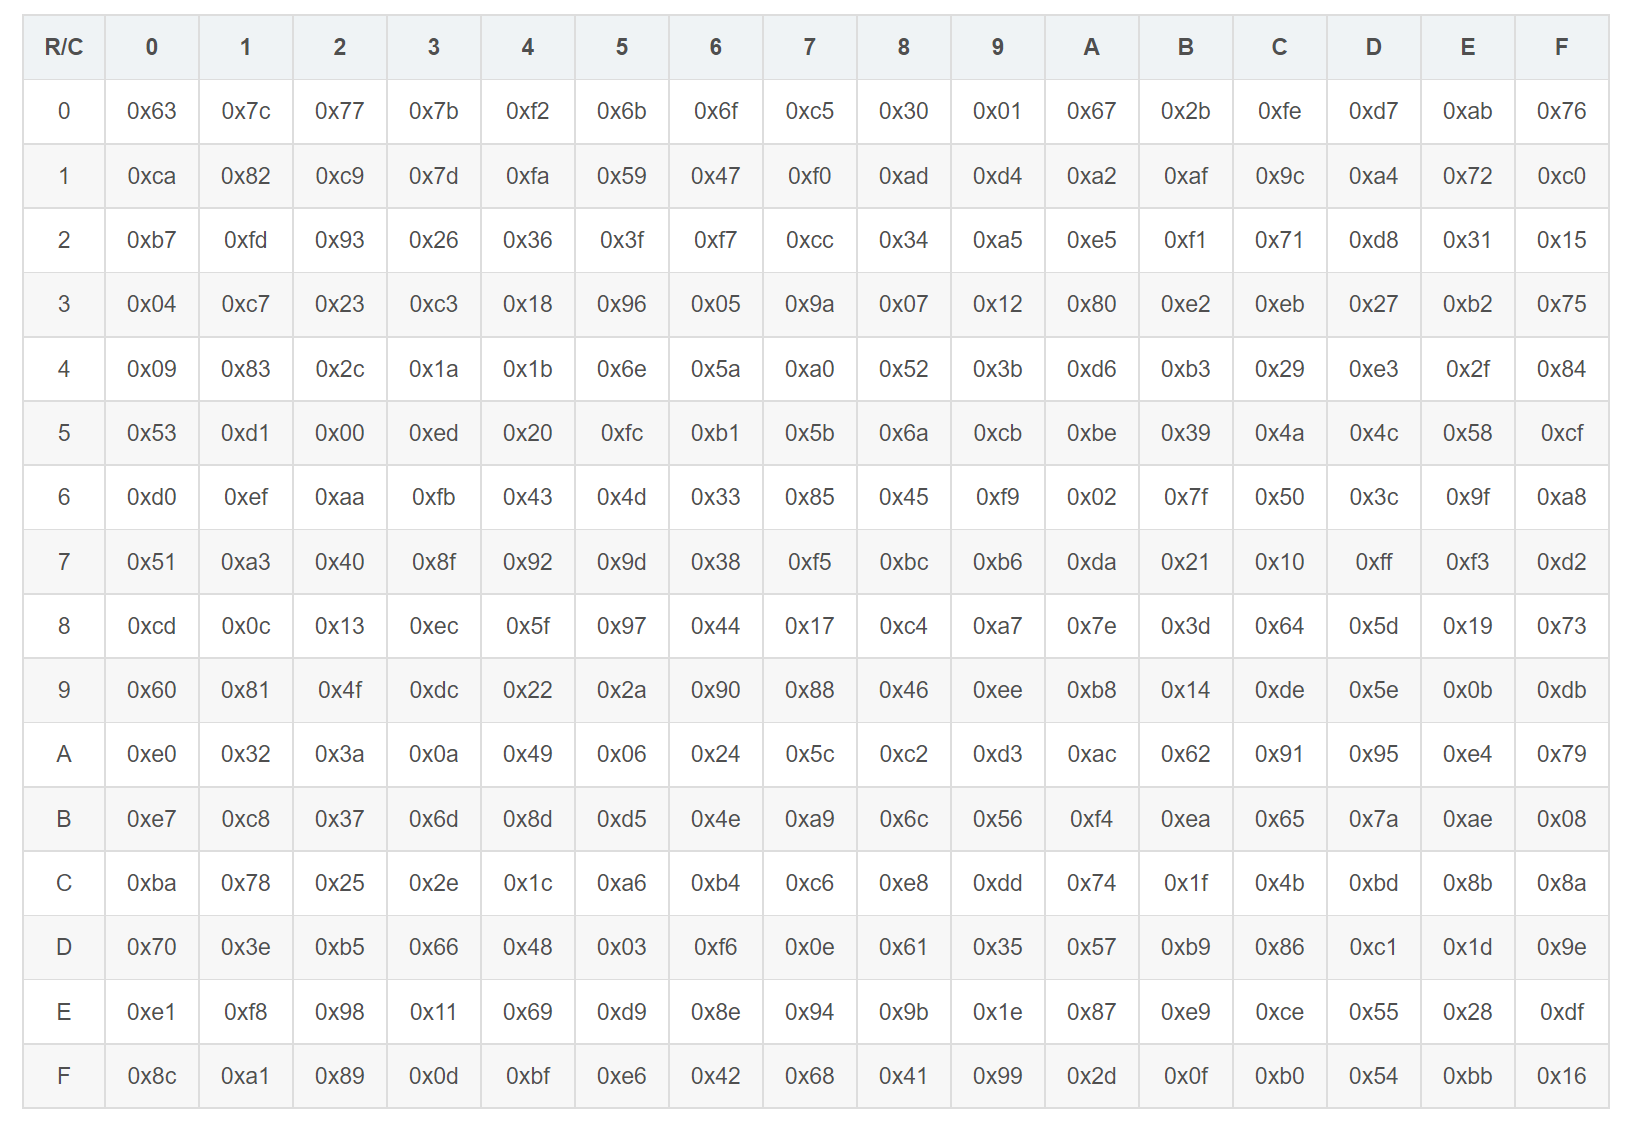 R/C 0 1 2 3 4 5 6 7 8 9 A B C D E F
0 0x63 0x7c 0x77 0x7b 0xf2 0x6b 0x6f 0xc5 0x30 0x01 0x67 0x2b 0xfe 0xd7 0xab 0x76
1 0xca 0x82 0xc9 0x7d 0xfa 0x59 0x47 0xf0 0xad 0xd4 0xa2 0xaf 0x9c 0xa4 0x72 0xc0
2 0xb7 0xfd 0x93 0x26 0x36 0x3f 0xf7 0xcc 0x34 0xa5 0xe5 0xf1 0x71 0xd8 0x31 0x15
3 0x04 0xc7 0x23 0xc3 0x18 0x96 0x05 0x9a 0x07 0x12 0x80 0xe2 0xeb 0x27 0xb2 0x75
4 0x09 0x83 0x2c 0x1a 0x1b 0x6e 0x5a 0xa0 0x52 0x3b 0xd6 0xb3 0x29 0xe3 0x2f 0x84
5 0x53 0xd1 0x00 0xed 0x20 0xfc 0xb1 0x5b 0x6a 0xcb 0xbe 0x39 0x4a 0x4c 0x58 0xcf
6 0xd0 0xef 0xaa 0xfb 0x43 0x4d 0x33 0x85 0x45 0xf9 0x02 0x7f 0x50 0x3c 0x9f 0xa8
7 0x51 0xa3 0x40 0x8f 0x92 0x9d 0x38 0xf5 0xbc 0xb6 0xda 0x21 0x10 0xff 0xf3 0xd2
8 0xcd 0x0c 0x13 0xec 0x5f 0x97 0x44 0x17 0xc4 0xa7 0x7e 0x3d 0x64 0x5d 0x19 0x73
9 0x60 0x81 0x4f 0xdc 0x22 0x2a 0x90 0x88 0x46 0xee 0xb8 0x14 0xde 0x5e 0x0b 0xdb
A 0xe0 0x32 0x3a 0x0a 0x49 0x06 0x24 0x5c 0xc2 0xd3 0xac 0x62 0x91 0x95 0xe4 0x79
B 0xe7 0xc8 0x37 0x6d 0x8d 0xd5 0x4e 0xa9 0x6c 0x56 0xf4 0xea 0x65 0x7a 0xae 0x08
C 0xba 0x78 0x25 0x2e 0x1c 0xa6 0xb4 0xc6 0xe8 0xdd 0x74 0x1f 0x4b 0xbd 0x8b 0x8a
D 0x70 0x3e 0xb5 0x66 0x48 0x03 0xf6 0x0e 0x61 0x35 0x57 0xb9 0x86 0xc1 0x1d 0x9e
E 0xe1 0xf8 0x98 0x11 0x69 0xd9 0x8e 0x94 0x9b 0x1e 0x87 0xe9 0xce 0x55 0x28 0xdf
F 0x8c 0xa1 0x89 0x0d 0xbf 0xe6 0x42 0x68 0x41 0x99 0x2d 0x0f 0xb0 0x54 0xbb 0x16